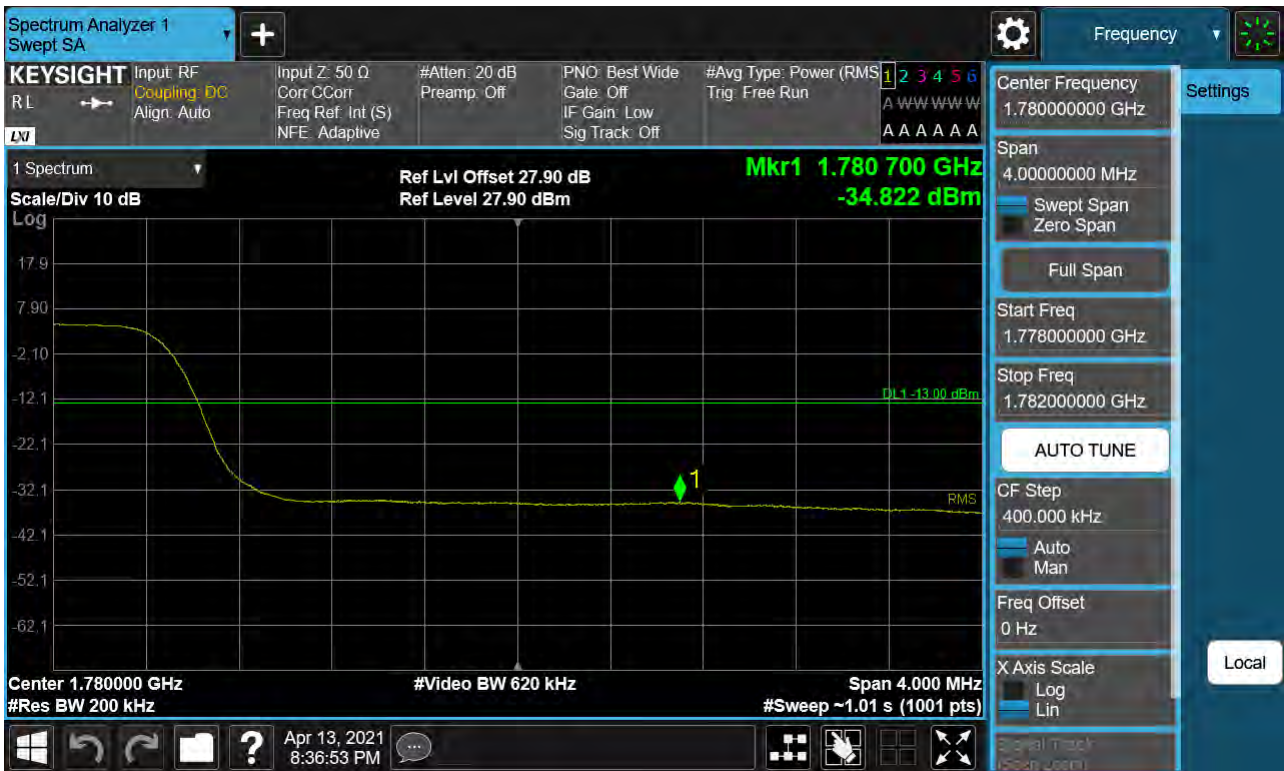 Spectrum Analyzer 1
Swept SA
+
Frequency
KEYSIGHT
R L
LXI
Input: RF
Coupling: DC
Align: Auto
Input Z: 50 Ω
Corr CCorr
Freq Ref: Int (S)
NFE: Adaptive
#Atten: 20 dB
Preamp: Off
PNO: Best Wide
Gate: Off
IF Gain: Low
Sig Track: Off
#Avg Type: Power (RMS
Trig: Free Run
1 2 3 4 5 6
A W W W W W
A A A A A A
1 Spectrum
Scale/Div 10 dB
Ref Lvl Offset 27.90 dB
Ref Level 27.90 dBm
Mkr1 1.780 700 GHz
-34.822 dBm
Log
17.9
7.90
-2.10
-12.1
-22.1
-32.1
-42.1
-52.1
-62.1
DL1 -13.00 dBm
1
RMS
Center 1.780000 GHz
#Res BW 200 kHz
#Video BW 620 kHz
Span 4.000 MHz
#Sweep ~1.01 s (1001 pts)
Center Frequency
1.780000000 GHz
Span
4.00000000 MHz
Swept Span
Zero Span
Full Span
Start Freq
1.778000000 GHz
Stop Freq
1.782000000 GHz
AUTO TUNE
CF Step
400.000 kHz
Auto
Man
Freq Offset
0 Hz
X Axis Scale
Log
Lin
Signal Track
(Span Zoom)
Settings
Local
?
Apr 13, 2021
8:36:53 PM